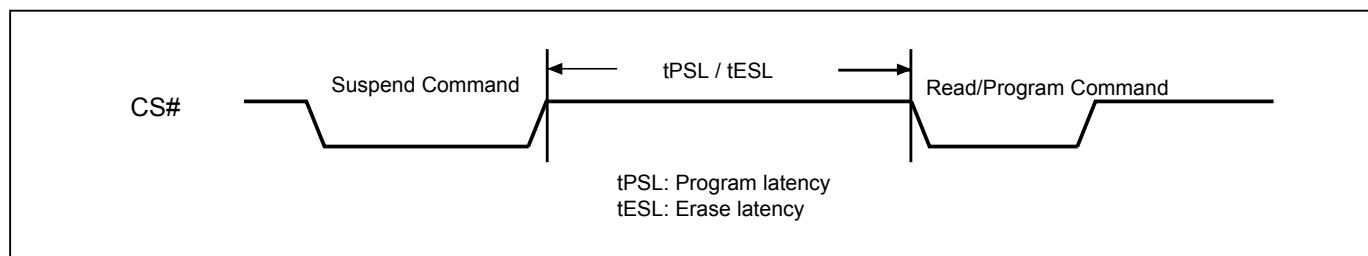 tPSL / tESL
Suspend Command
Read/Program Command
CS#
tPSL: Program latency
tESL: Erase latency